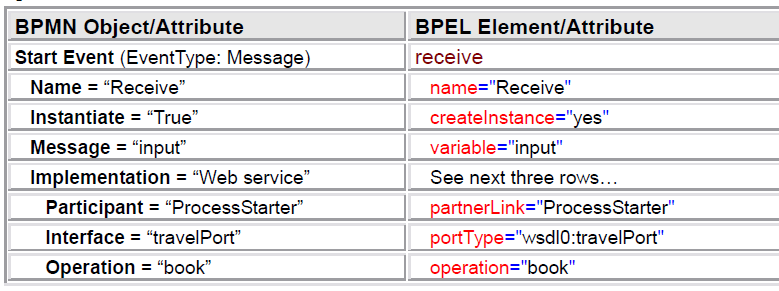 BPMN Object/Attribute BPEL Element/Attribute
Start Event (EventType: Message) receive
Name = “Receive” name="Receive"
Instantiate = “True” createInstance="yes"
Message = “input” variable="input"
Implementation = “Web service” See next three rows…
Participant = “ProcessStarter” partnerLink="ProcessStarter"
Interface = “travelPort” portType="wsdl0:travelPort"
Operation = “book” operation="book"